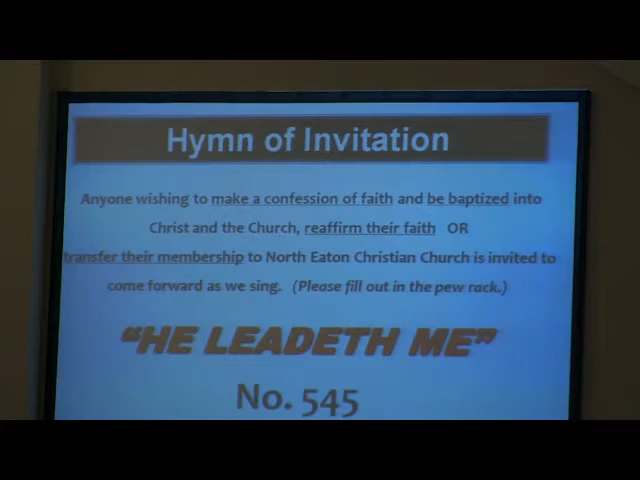 Hymn of Invitation
Anyone wishing to make a confession of faith and be baptized into
Christ and the Church, reaffirm their faith OR
transfer their membership to North Eaton Christian Church is invited to
come forward as we sing. (Please fill out in the pew rack.)
"HE LEADETH ME"
No. 545